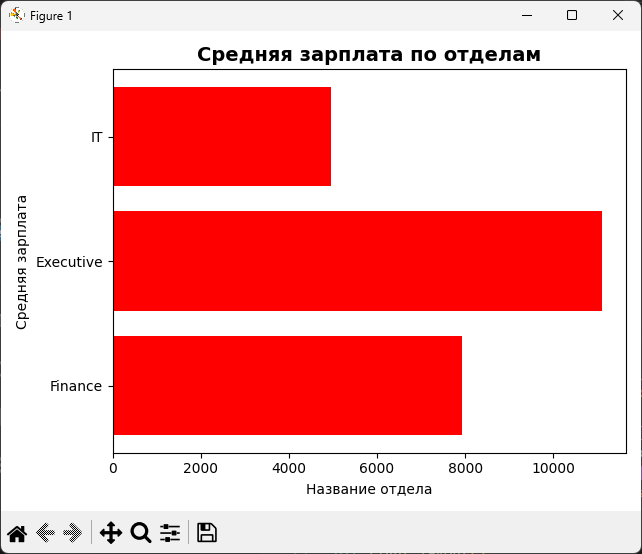 Figure 1
Средняя зарплата по отделам
IT
Executive
Finance
Средняя зарплата
0 2000 4000 6000 8000 10000
Название отдела